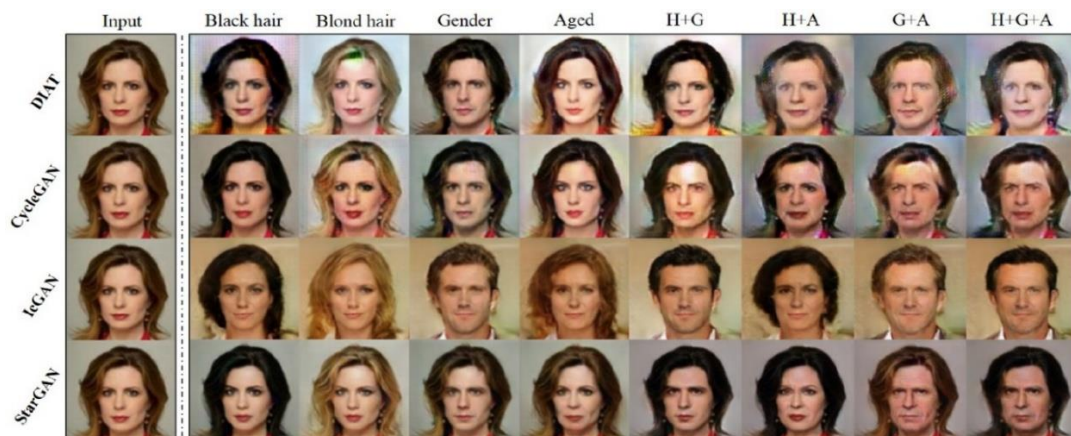 Input Black hair Blond hair Gender Aged H+G H+A G+A H+G+A
DIAT
CycleGAN
IcGAN
StarGAN